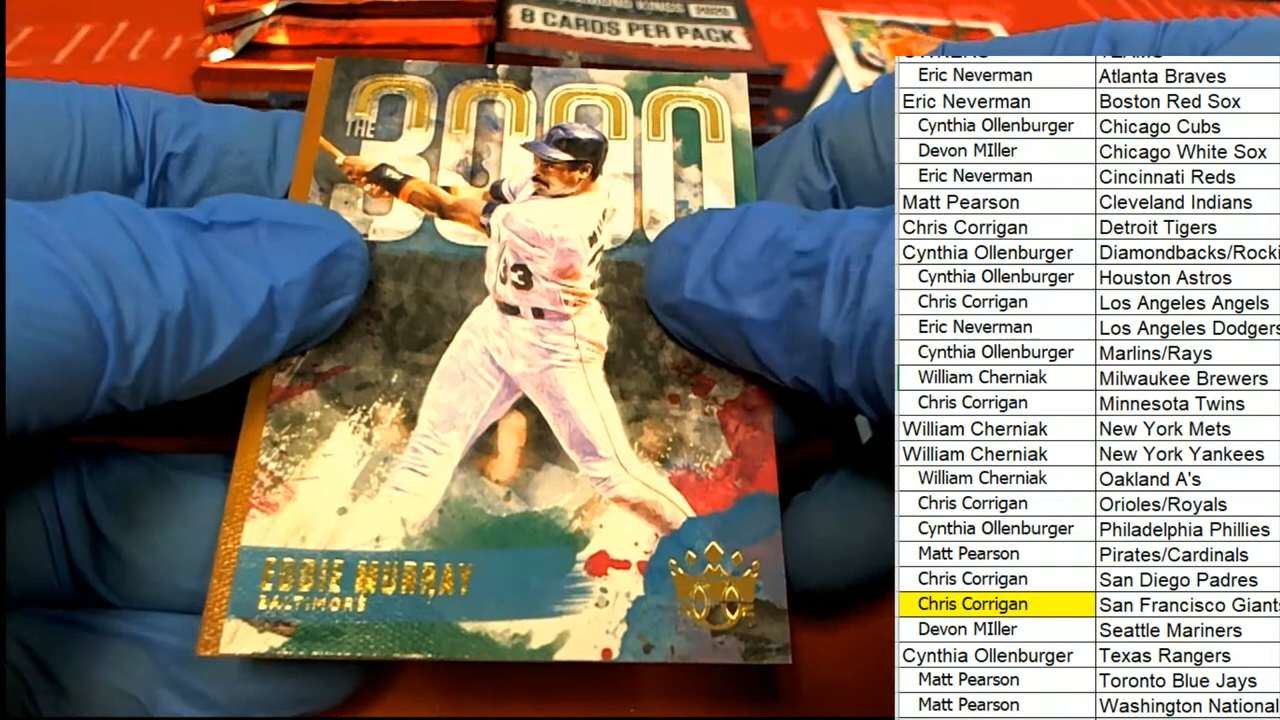 8 CARDS PER PACK
THE
3000
33
EDDIE MURRAY
BALTIMORE
OWNERS TEAMS
Eric Neverman Atlanta Braves
Eric Neverman Boston Red Sox
Cynthia Ollenburger Chicago Cubs
Devon MIller Chicago White Sox
Eric Neverman Cincinnati Reds
Matt Pearson Cleveland Indians
Chris Corrigan Detroit Tigers
Cynthia Ollenburger Diamondbacks/Rocki
Cynthia Ollenburger Houston Astros
Chris Corrigan Los Angeles Angels
Eric Neverman Los Angeles Dodgers
Cynthia Ollenburger Marlins/Rays
William Cherniak Milwaukee Brewers
Chris Corrigan Minnesota Twins
William Cherniak New York Mets
William Cherniak New York Yankees
William Cherniak Oakland A's
Chris Corrigan Orioles/Royals
Cynthia Ollenburger Philadelphia Phillies
Matt Pearson Pirates/Cardinals
Chris Corrigan San Diego Padres
Chris Corrigan San Francisco Giants
Devon MIller Seattle Mariners
Cynthia Ollenburger Texas Rangers
Matt Pearson Toronto Blue Jays
Matt Pearson Washington National